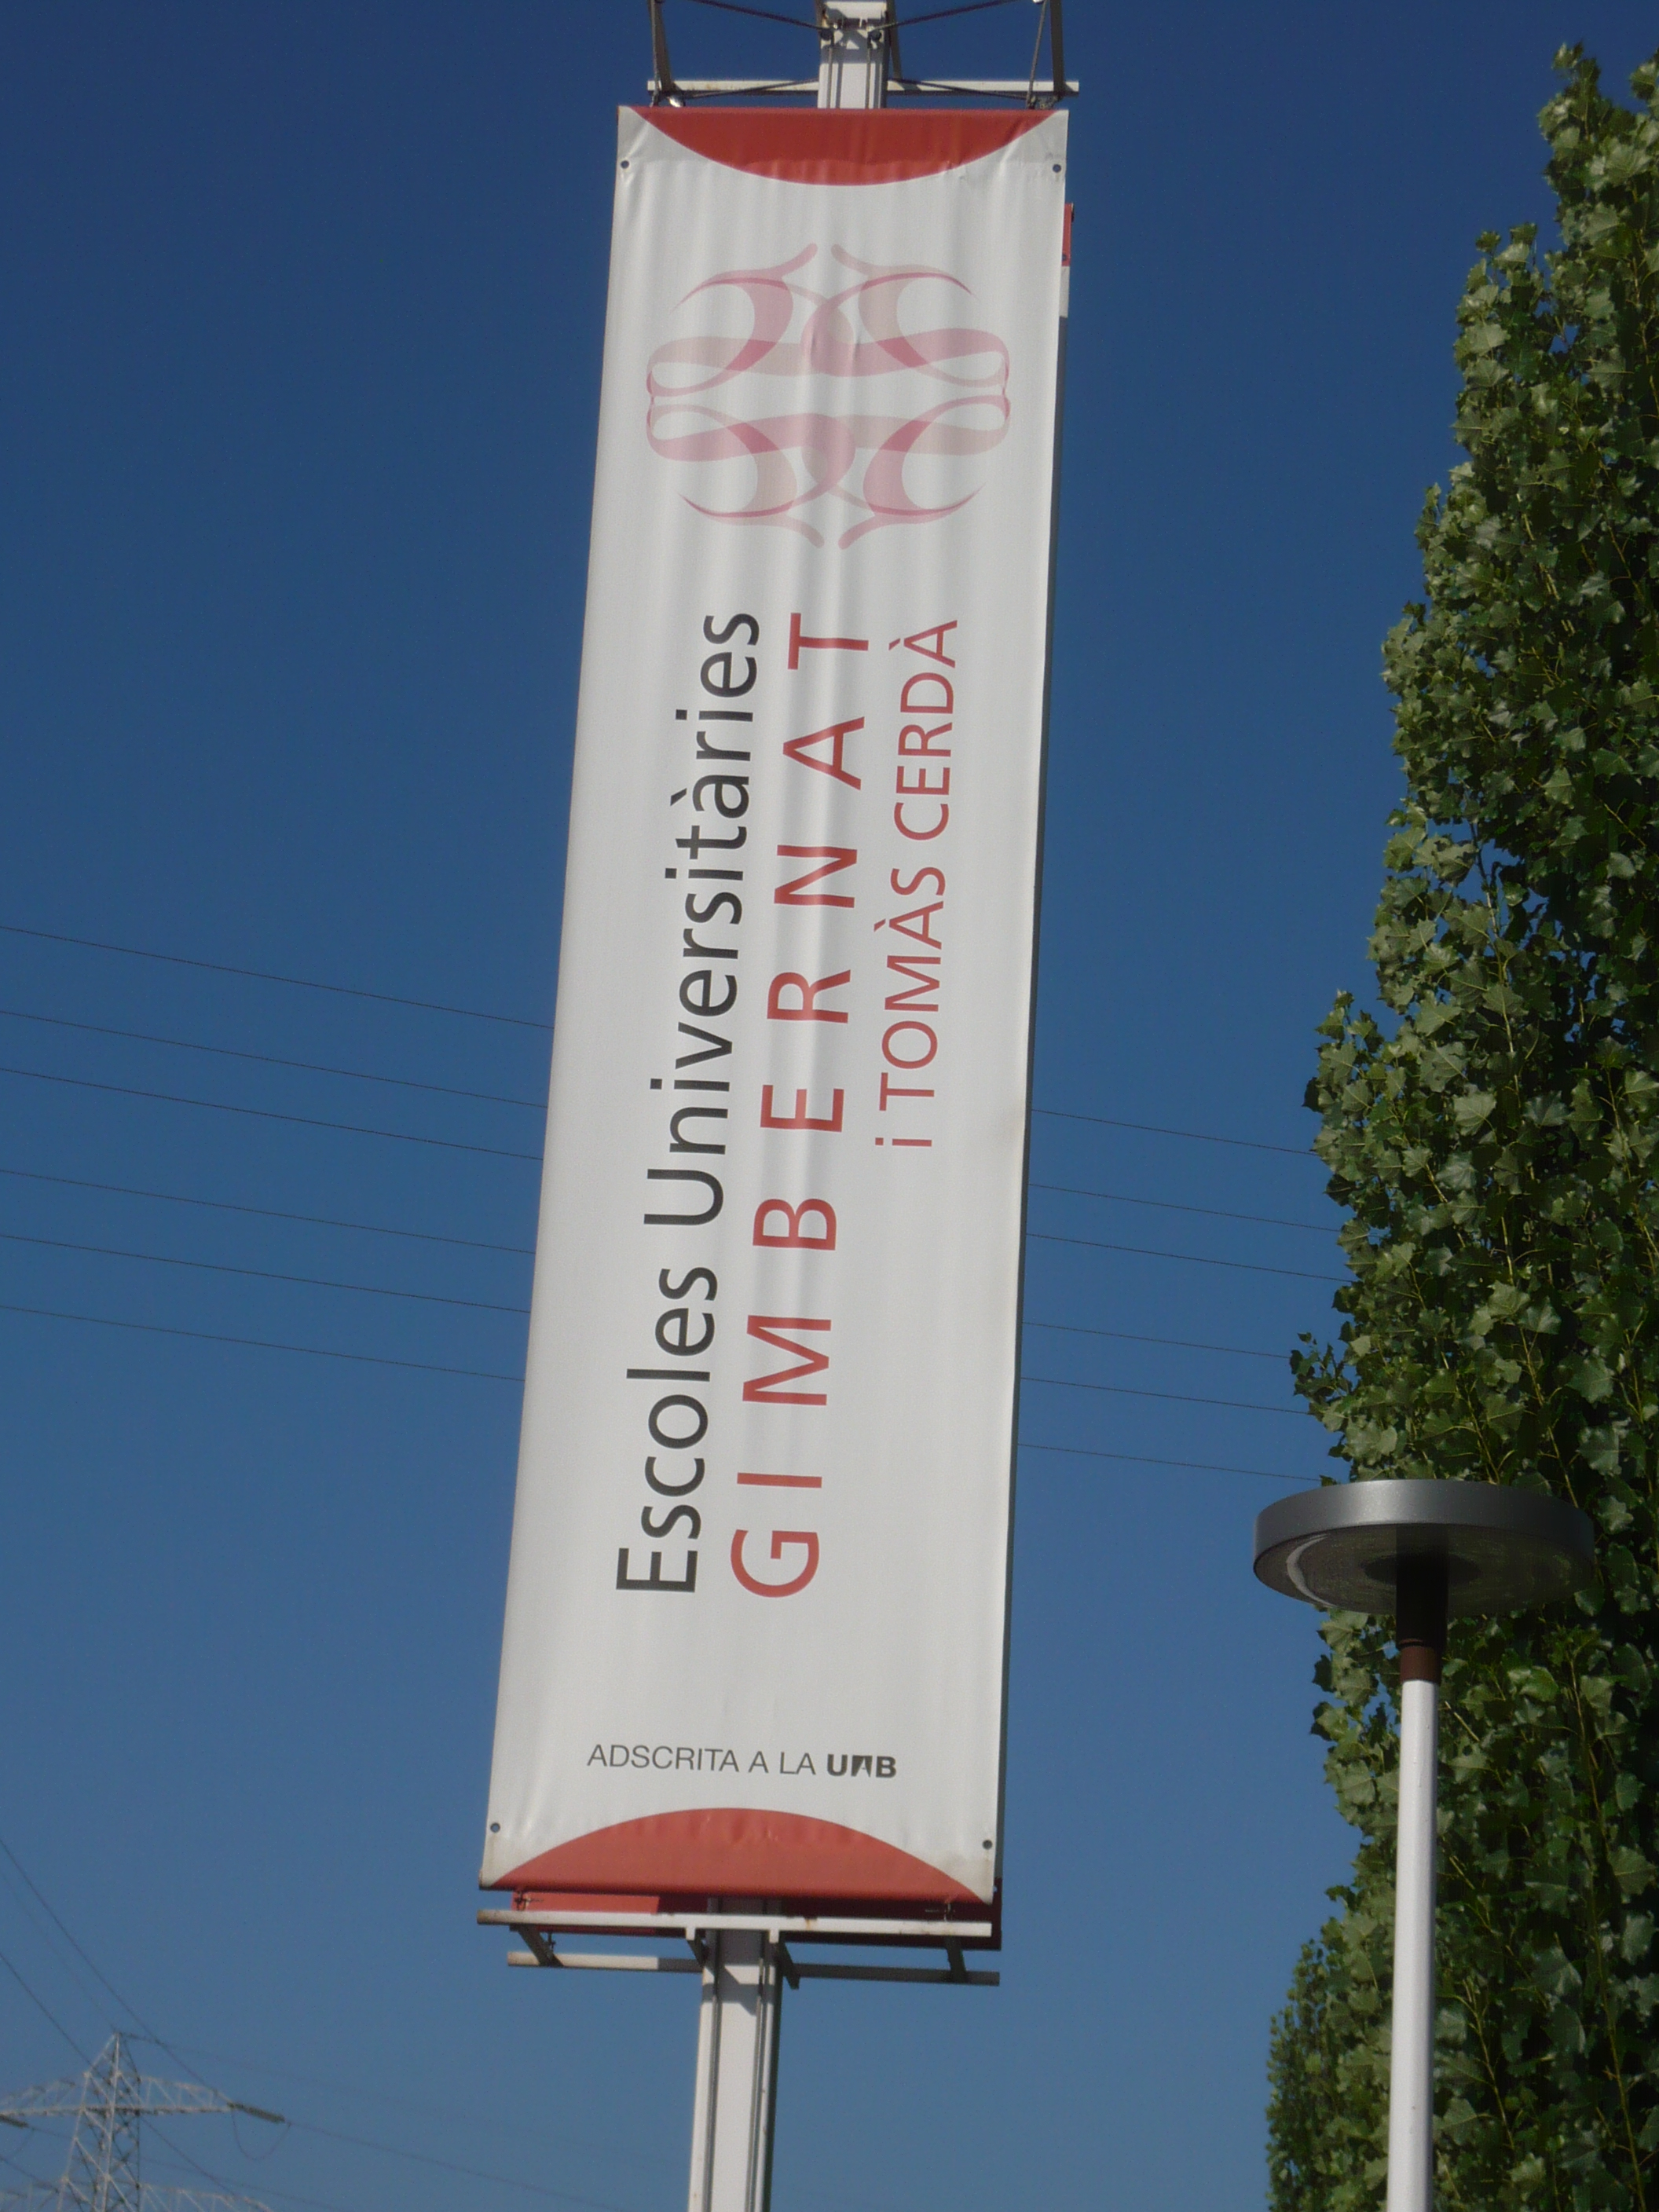 Escoles Universitàries
GIMBERNAT
i TOMÀS CERDÀ
ADSCRITA A LA UAB